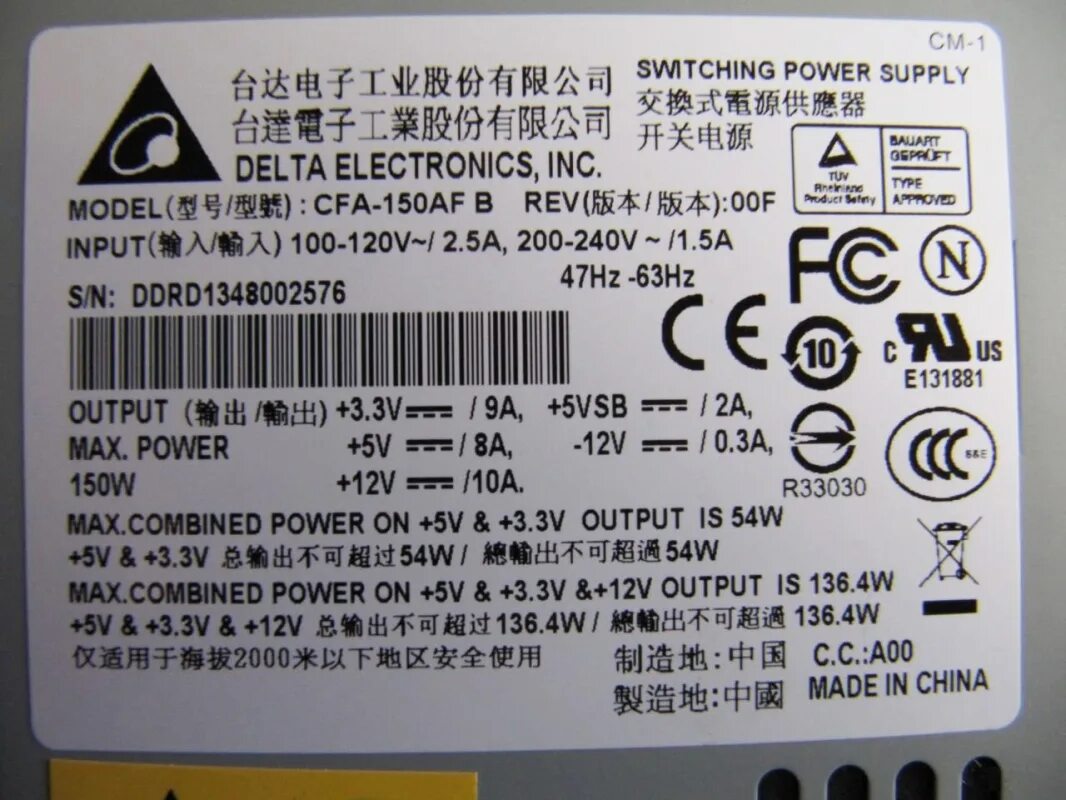 CM-1
台达电子工业股份有限公司
台達電子工業股份有限公司
DELTA ELECTRONICS, INC.
SWITCHING POWER SUPPLY
交換式電源供應器
开关电源
TÜV
Rheinland
Product Safety
BAUART
GEPRÜFT
TYPE
APPROVED
MODEL(型号/型號) : CFA-150AF B REV(版本/版本):00F
INPUT(输入/輸入) 100-120V~/ 2.5A, 200-240V ~ /1.5A
47Hz -63Hz
FC
N
S/N: DDRD1348002576
CE
10
C RU US
E131881
OUTPUT (输出/輸出) +3.3V⎓ / 9A, +5VSB ⎓ / 2A,
MAX. POWER +5V ⎓ / 8A, -12V ⎓ / 0.3A,
150W +12V ⎓ /10A.
R33030
CCC S&E
MAX.COMBINED POWER ON +5V & +3.3V OUTPUT IS 54W
+5V & +3.3V 总输出不可超过54W / 總輸出不可超過54W
MAX.COMBINED POWER ON +5V & +3.3V &+12V OUTPUT IS 136.4W
+5V & +3.3V & +12V 总输出不可超过136.4W / 總輸出不可超過136.4W
仅适用于海拔2000米以下地区安全使用
制造地:中国 C.C.:A00
製造地:中國 MADE IN CHINA